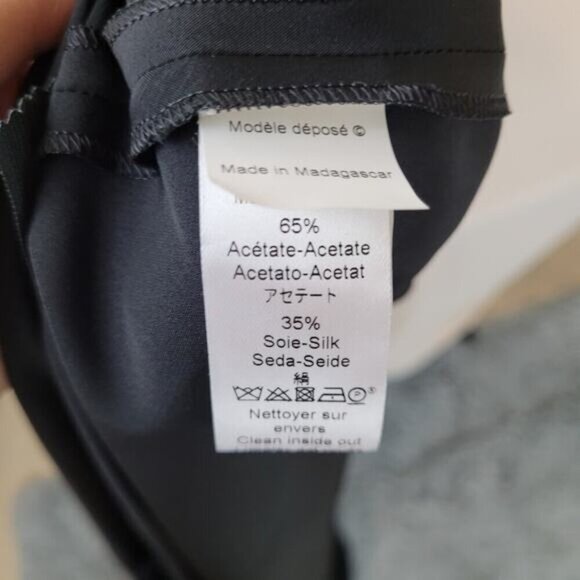 Modèle déposé ©
Made in Madagascar
65%
Acétate-Acetate
Acetato-Acetat
アセテート
35%
Soie-Silk
Seda-Seide
絹
Nettoyer sur
envers
Clean inside out